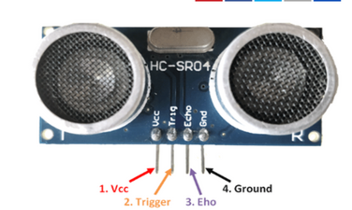 HC-SR04
Vcc
Trig
Echo
Gnd
T
R
1. Vcc
2. Trigger
3. Eho
4. Ground